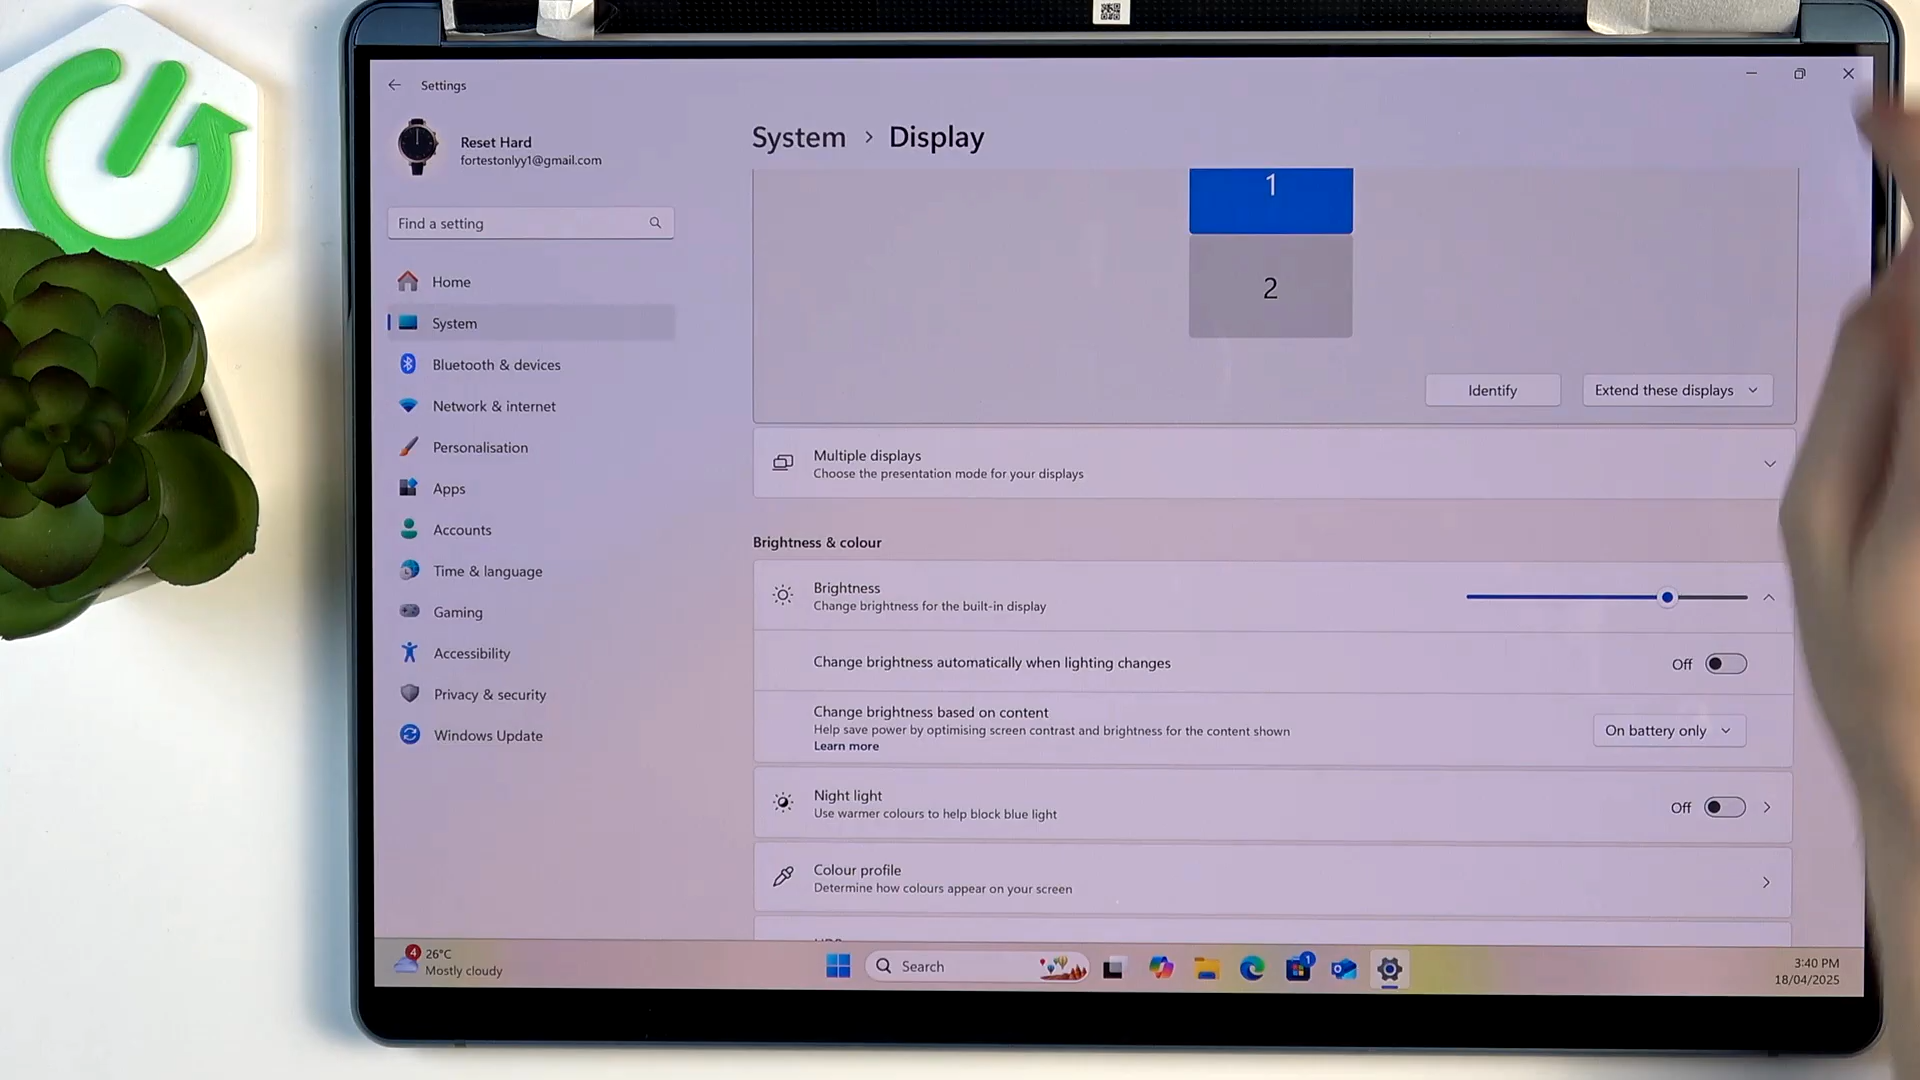 Settings
Reset Hard
fortestonlyy1@gmail.com
System > Display
Find a setting
1
2
Home
System
Bluetooth & devices
Network & internet
Personalisation
Apps
Accounts
Time & language
Gaming
Accessibility
Privacy & security
Windows Update
Identify
Extend these displays
Multiple displays
Choose the presentation mode for your displays
Brightness & colour
Brightness
Change brightness for the built-in display
Change brightness automatically when lighting changes
Off
Change brightness based on content
Help save power by optimising screen contrast and brightness for the content shown
Learn more
On battery only
Night light
Use warmer colours to help block blue light
Off
Colour profile
Determine how colours appear on your screen
4
26°C
Mostly cloudy
Search
1
3:40 PM
18/04/2025